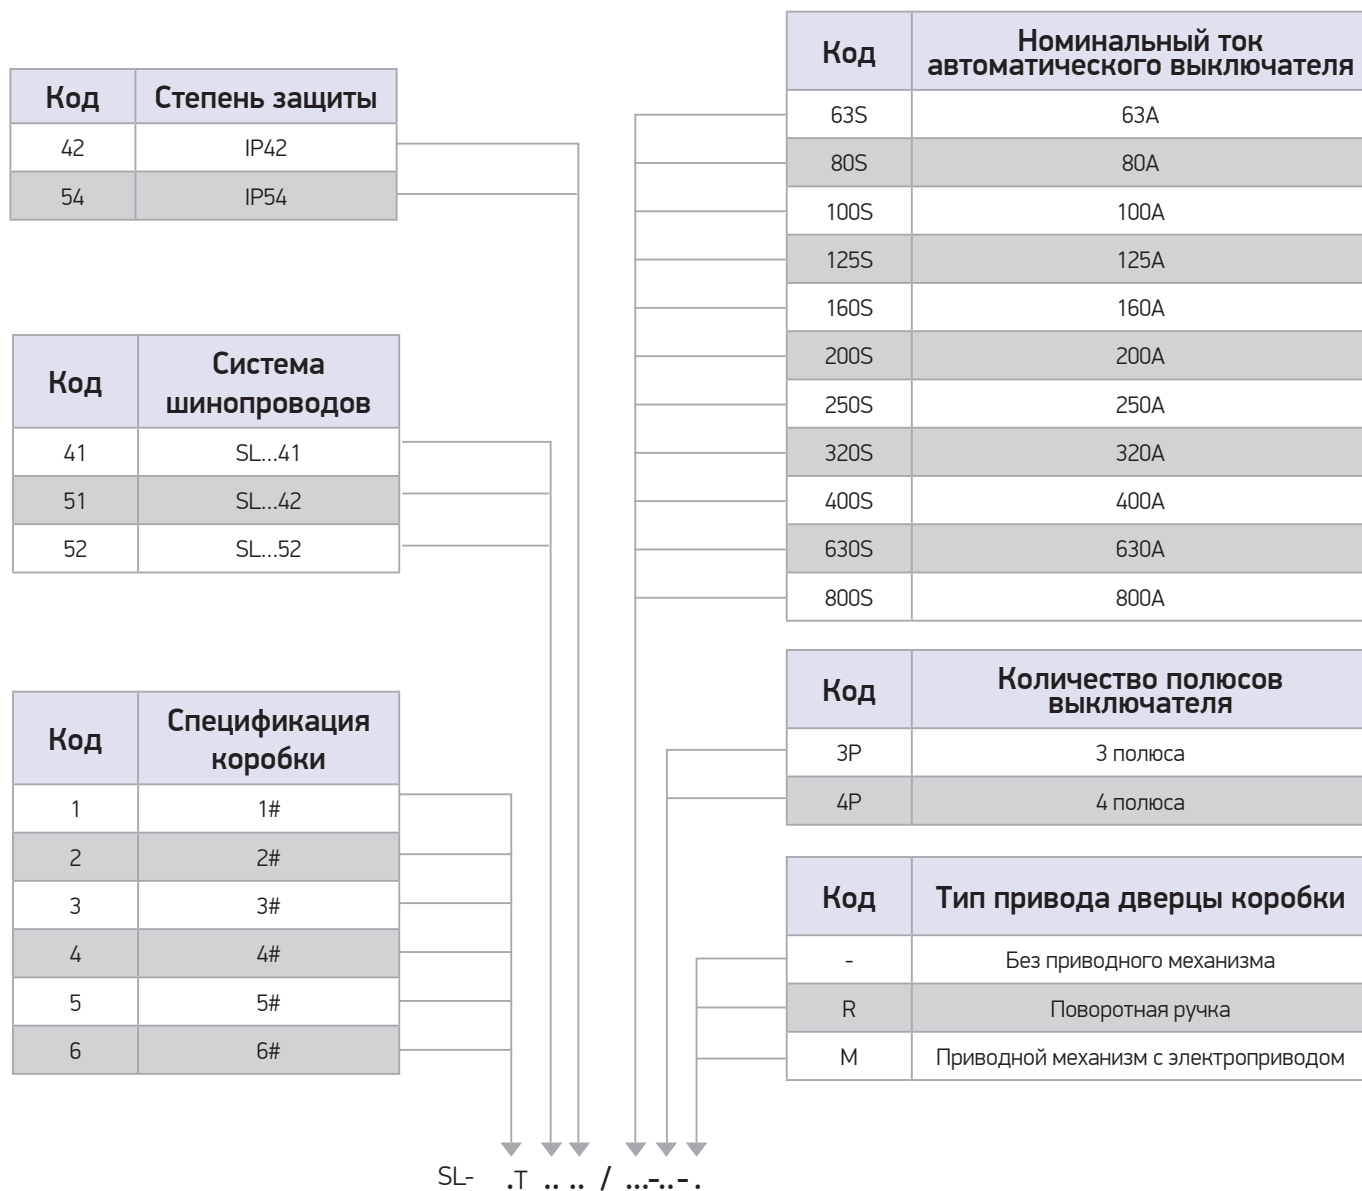 Код Степень защиты
42 IP42
54 IP54
Код Система
шинопроводов
41 SL...41
51 SL...42
52 SL...52
Код Спецификация
коробки
1 1#
2 2#
3 3#
4 4#
5 5#
6 6#
Код Номинальный ток
автоматического выключателя
63S 63A
80S 80A
100S 100A
125S 125A
160S 160A
200S 200A
250S 250A
320S 320A
400S 400A
630S 630A
800S 800A
Код Количество полюсов
выключателя
3P 3 полюса
4P 4 полюса
Код Тип привода дверцы коробки
- Без приводного механизма
R Поворотная ручка
M Приводной механизм с электроприводом
SL- .T .. .. / ...-..- .